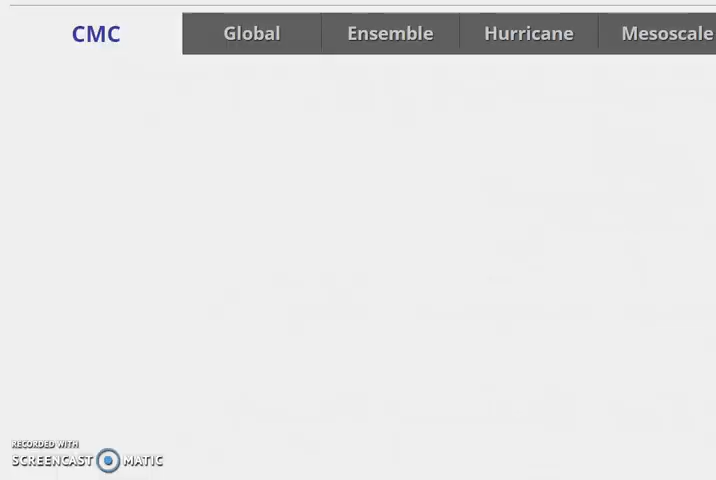 CMC Global Ensemble Hurricane Mesoscale
RECORDED WITH
SCREENCAST MATIC